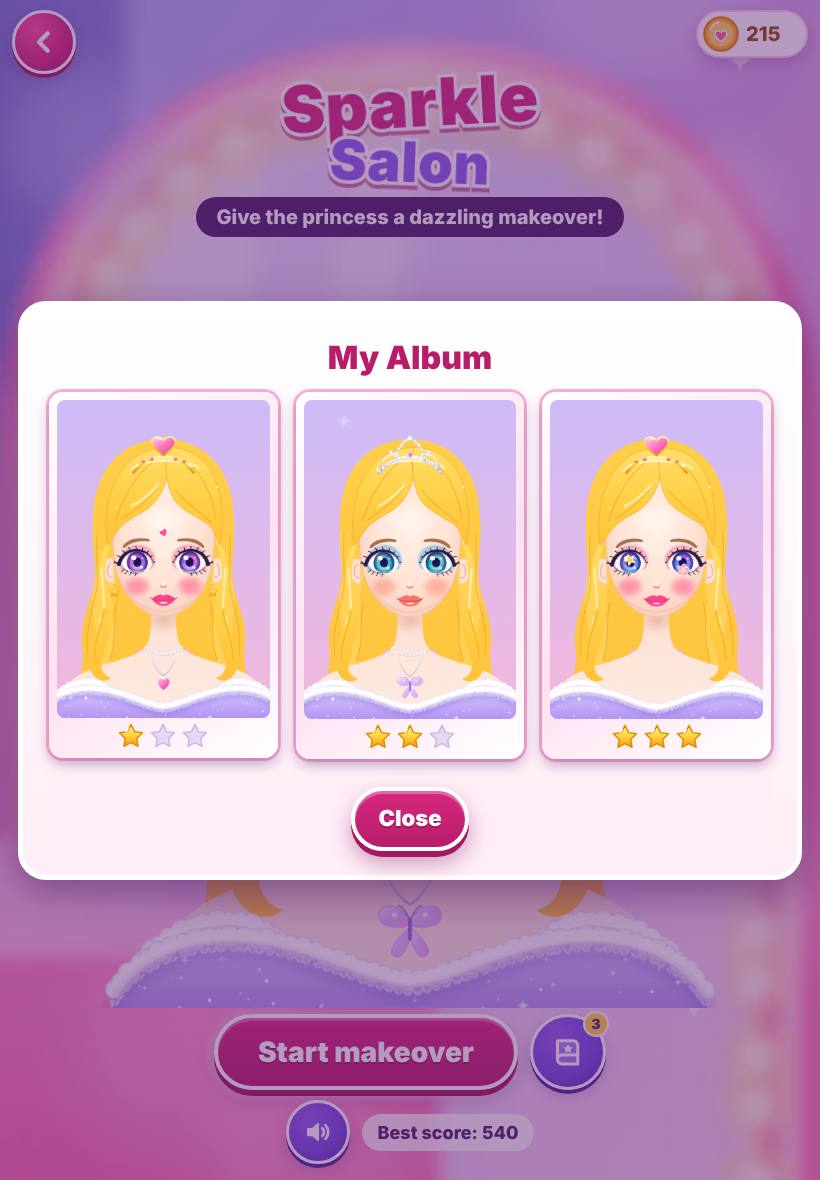 215
Sparkle
Salon
Give the princess a dazzling makeover!
My Album
Close
Start makeover
3
Best score: 540